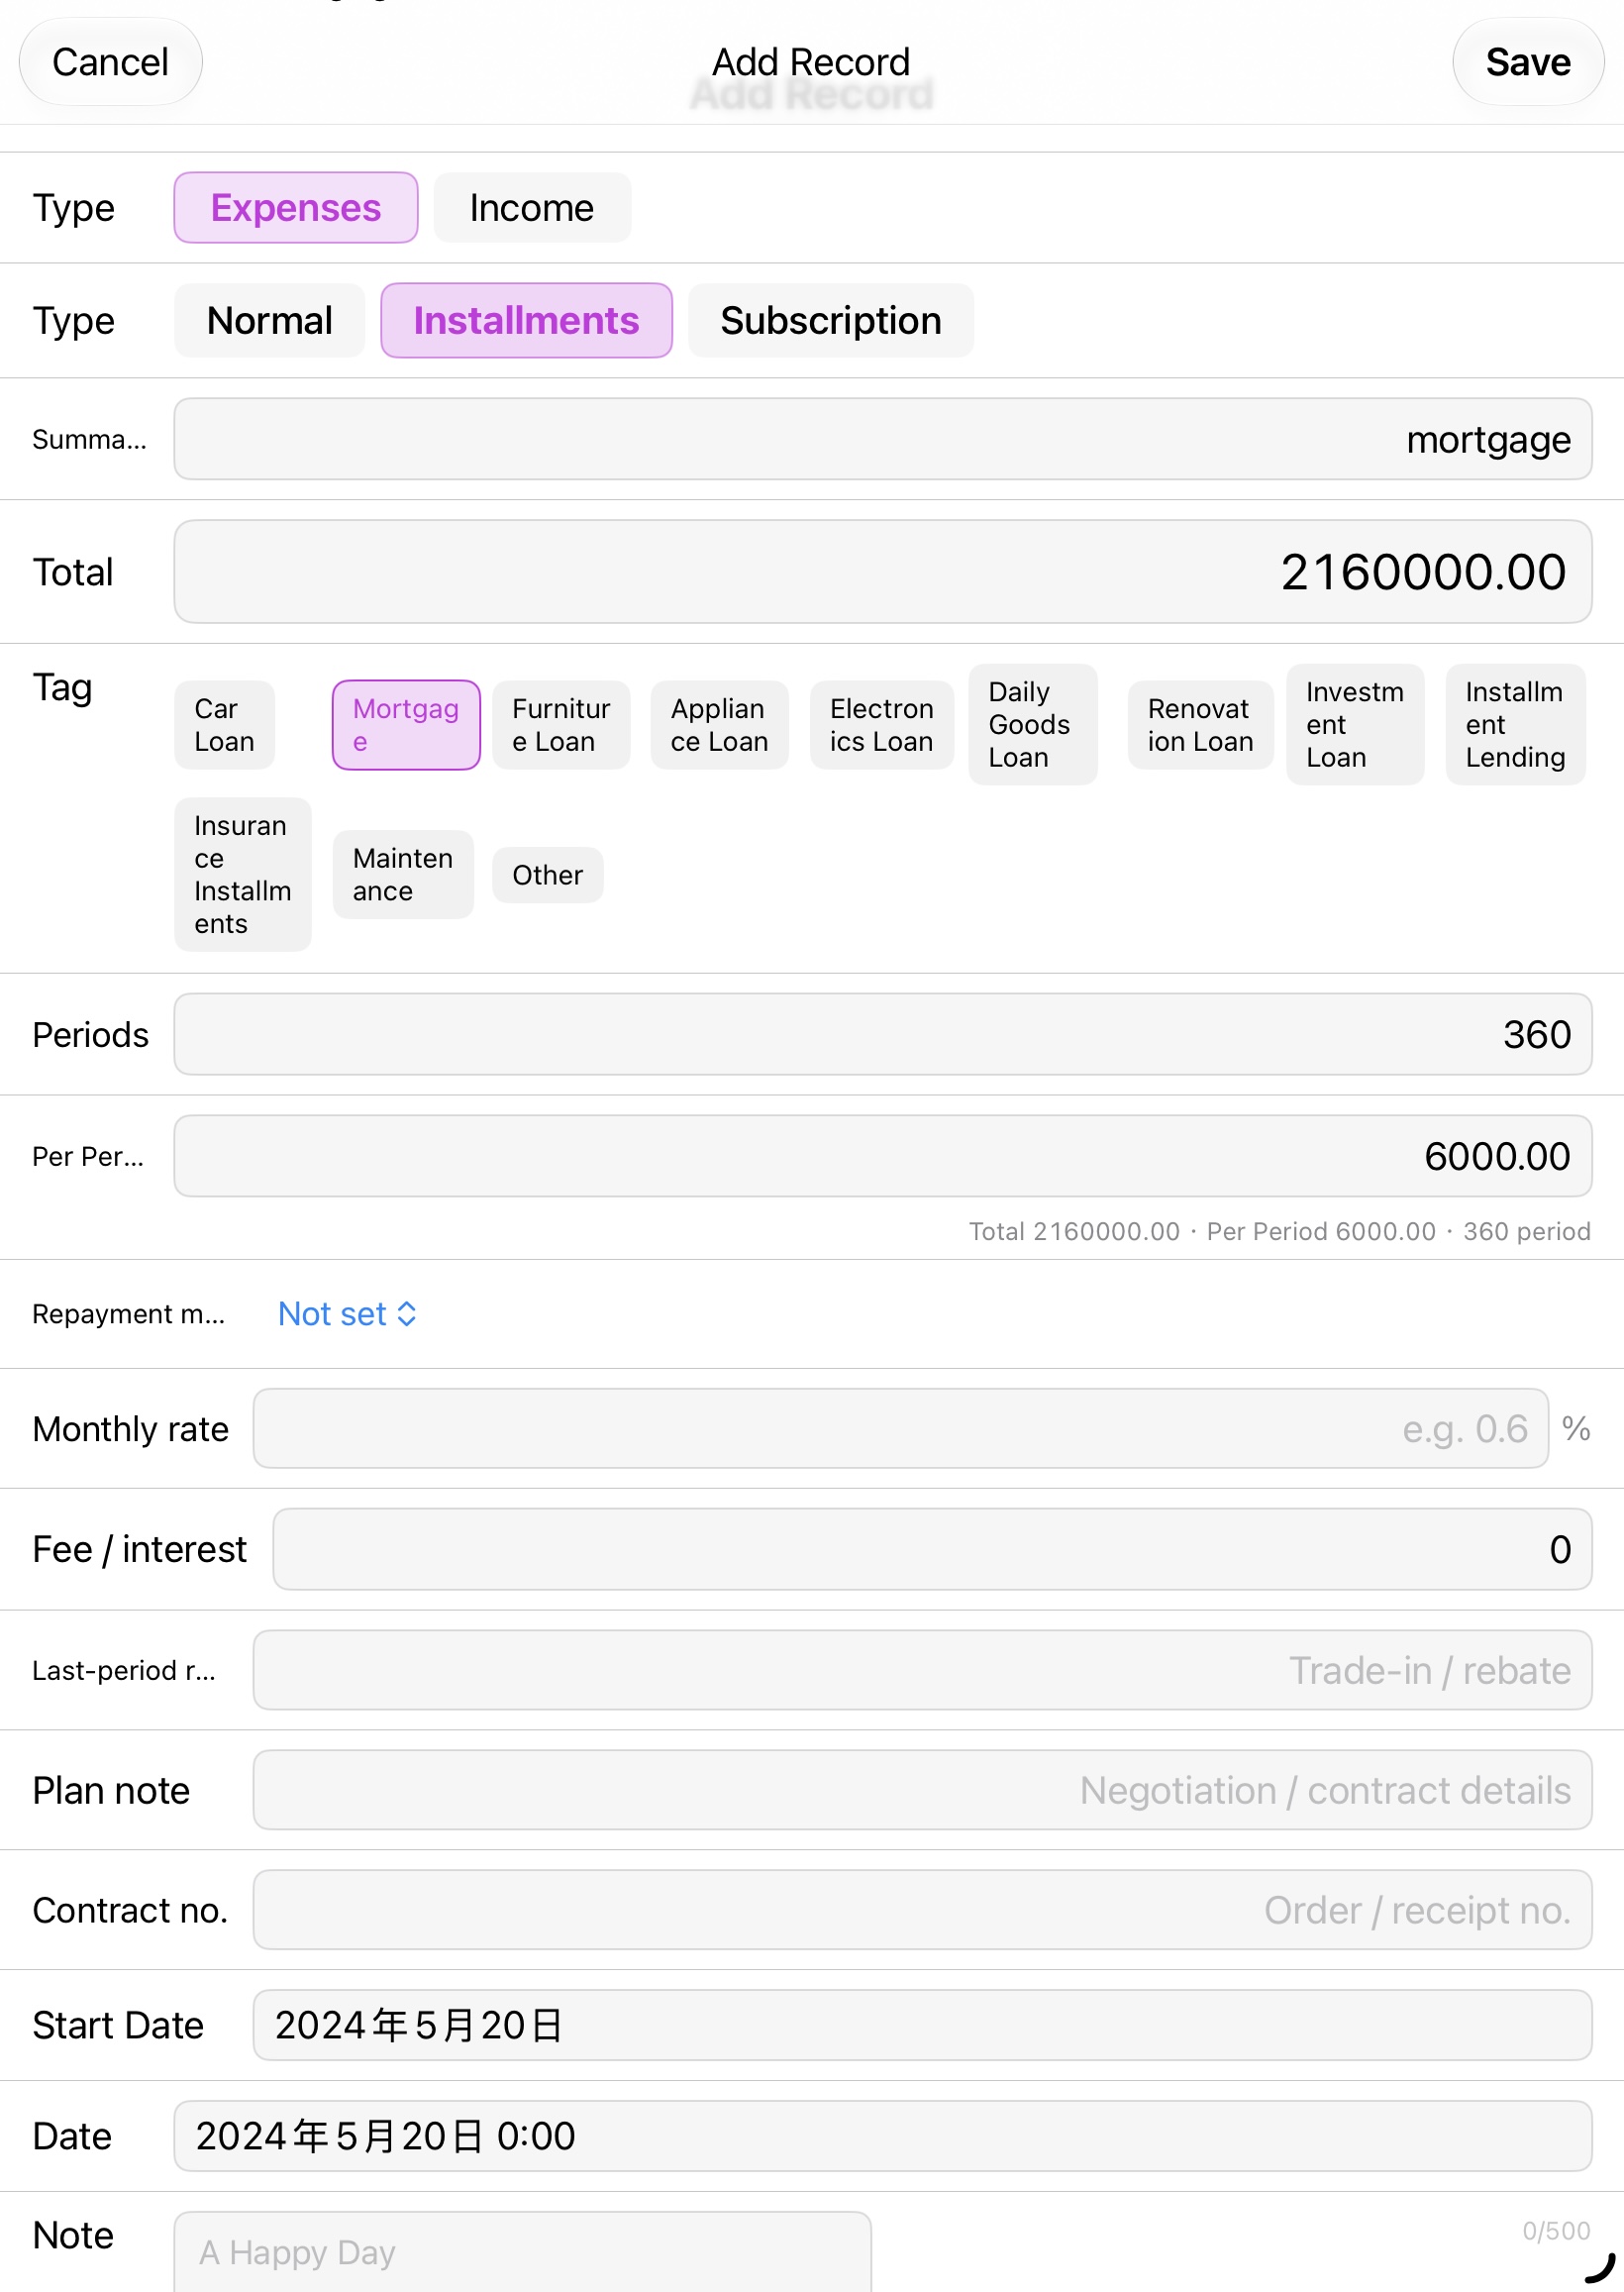 Cancel
Add Record
Save
Add Record
Type
Expenses
Income
Type
Normal
Installments
Subscription
Summa...
mortgage
Total
2160000.00
Tag
Car
Loan
Mortgag
e
Furnitur
e Loan
Applian
ce Loan
Electron
ics Loan
Daily
Goods
Loan
Renovat
ion Loan
Investm
ent
Loan
Installm
ent
Lending
Insuran
ce
Installm
ents
Mainten
ance
Other
Periods
360
Per Per...
6000.00
Total 2160000.00 · Per Period 6000.00 · 360 period
Repayment m...
Not set
Monthly rate
e.g. 0.6
%
Fee / interest
0
Last-period r...
Trade-in / rebate
Plan note
Negotiation / contract details
Contract no.
Order / receipt no.
Start Date
2024年5月20日
Date
2024年5月20日 0:00
Note
A Happy Day
0/500